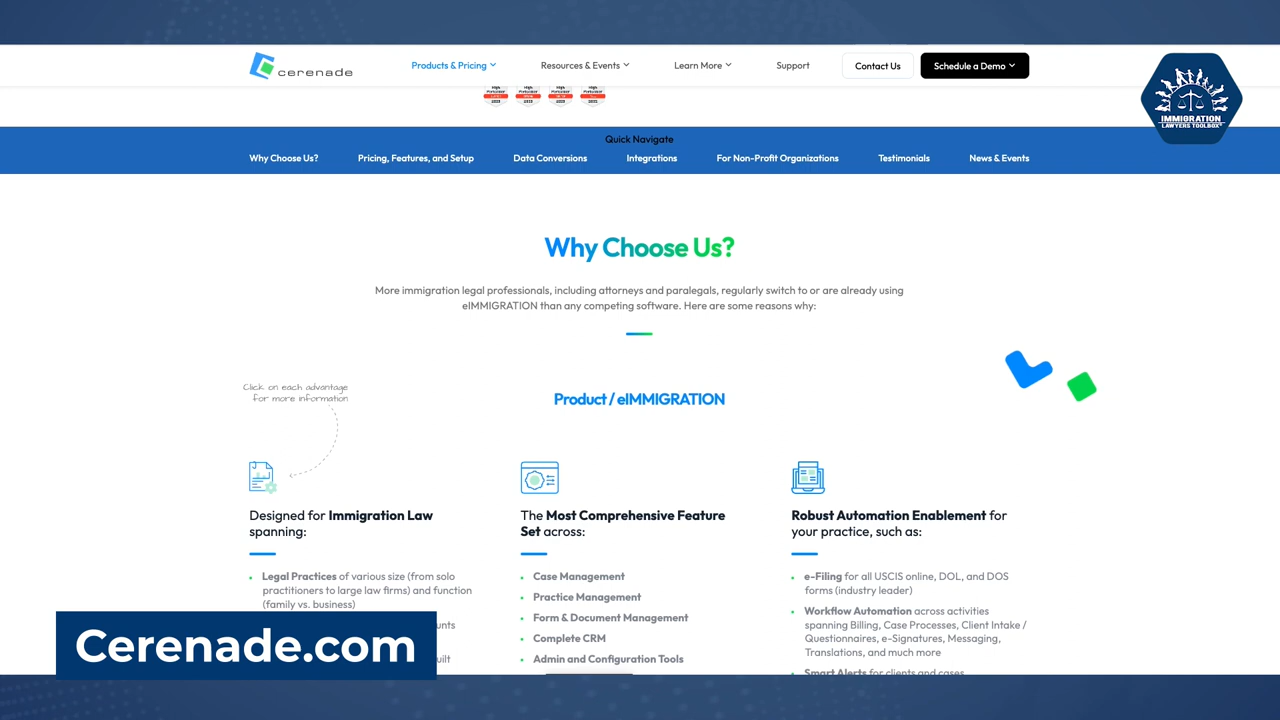 cerenade
Products & Pricing
Resources & Events
Learn More
Support
Contact Us
Schedule a Demo
IMMIGRATION
LAWYERS TOOLBOX
Quick Navigate
Why Choose Us?
Pricing, Features, and Setup
Data Conversions
Integrations
For Non-Profit Organizations
Testimonials
News & Events
Why Choose Us?
More immigration legal professionals, including attorneys and paralegals, regularly switch to or are already using
eIMMIGRATION than any competing software. Here are some reasons why:
Click on each advantage
for more information
Product / eIMMIGRATION
Designed for Immigration Law
spanning:
Legal Practices of various size (from solo
practitioners to large law firms) and function
(family vs. business)
The Most Comprehensive Feature
Set across:
Case Management
Practice Management
Form & Document Management
Complete CRM
Admin and Configuration Tools
Robust Automation Enablement for
your practice, such as:
e-Filing for all USCIS online, DOL, and DOS
forms (industry leader)
Workflow Automation across activities
spanning Billing, Case Processes, Client Intake /
Questionnaires, e-Signatures, Messaging,
Translations, and much more
Smart Alerts for clients and cases
Cerenade.com